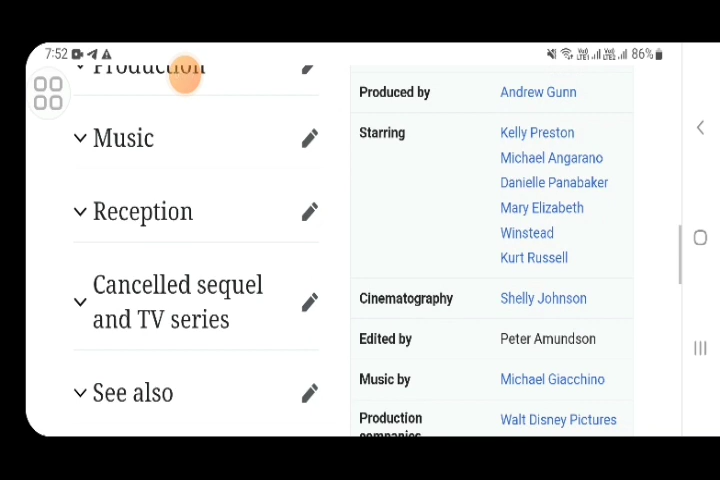 7:52
86%
Production
Music
Reception
Cancelled sequel
and TV series
See also
Produced by Andrew Gunn
Starring Kelly Preston
Michael Angarano
Danielle Panabaker
Mary Elizabeth
Winstead
Kurt Russell
Cinematography Shelly Johnson
Edited by Peter Amundson
Music by Michael Giacchino
Production Walt Disney Pictures
companies